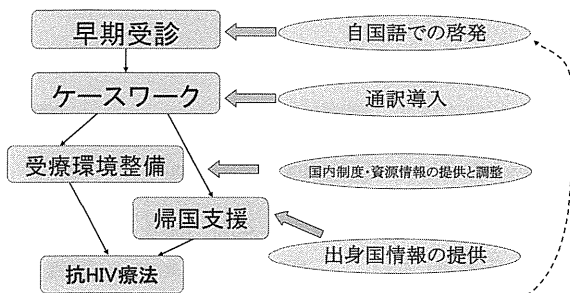 早期受診
自国語での啓発
ケースワーク
通訳導入
受療環境整備
国内制度・資源情報の提供と調整
帰国支援
出身国情報の提供
抗HIV療法